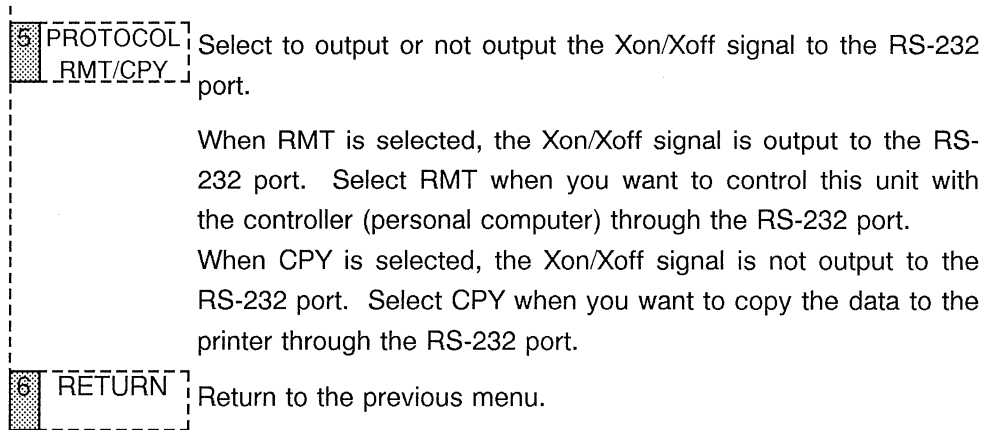 5 PROTOCOL
RMT/CPY
Select to output or not output the Xon/Xoff signal to the RS-232
port.
When RMT is selected, the Xon/Xoff signal is output to the RS-
232 port. Select RMT when you want to control this unit with
the controller (personal computer) through the RS-232 port.
When CPY is selected, the Xon/Xoff signal is not output to the
RS-232 port. Select CPY when you want to copy the data to the
printer through the RS-232 port.
6 RETURN
Return to the previous menu.